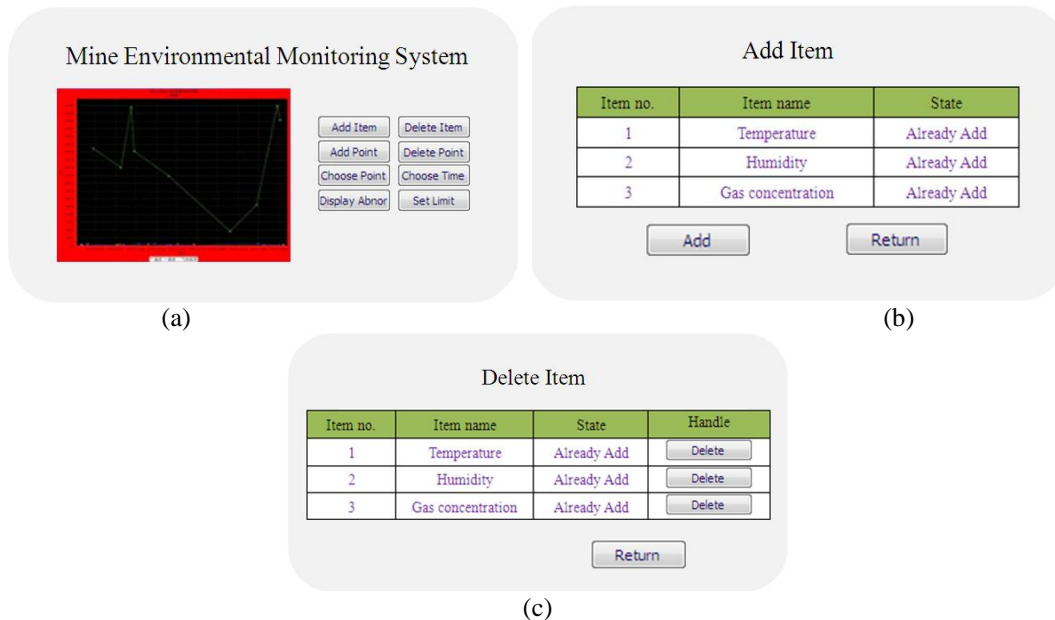 Mine Environmental Monitoring System
Add Item Delete Item
Add Point Delete Point
Choose Point Choose Time
Display Abnor Set Limit
(a)
Add Item
Item no. Item name State
1 Temperature Already Add
2 Humidity Already Add
3 Gas concentration Already Add
Add Return
(b)
Delete Item
Item no. Item name State Handle
1 Temperature Already Add Delete
2 Humidity Already Add Delete
3 Gas concentration Already Add Delete
Return
(c)